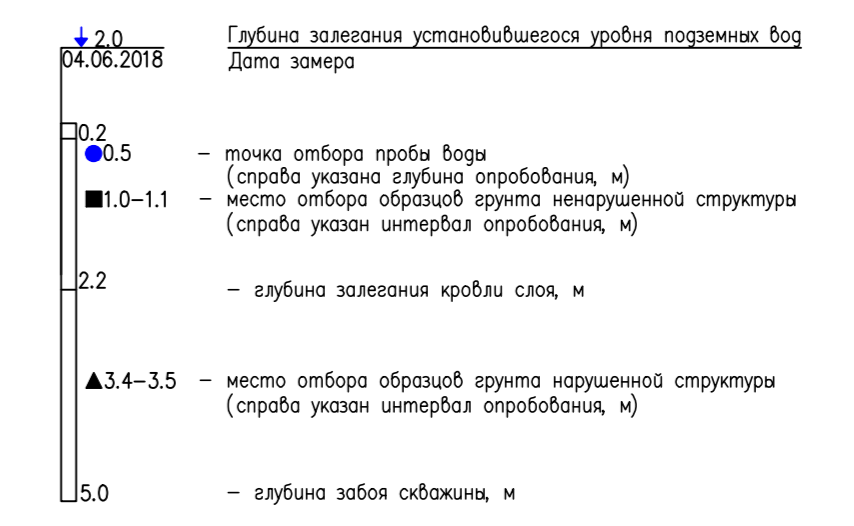 2.0 Глубина залегания установившегося уровня подземных вод
04.06.2018 Дата замера
0.2
0.5 – точка отбора пробы воды
(справа указана глубина опробования, м)
1.0–1.1 – место отбора образцов грунта ненарушенной структуры
(справа указан интервал опробования, м)
2.2 – глубина залегания кровли слоя, м
3.4–3.5 – место отбора образцов грунта нарушенной структуры
(справа указан интервал опробования, м)
5.0 – глубина забоя скважины, м